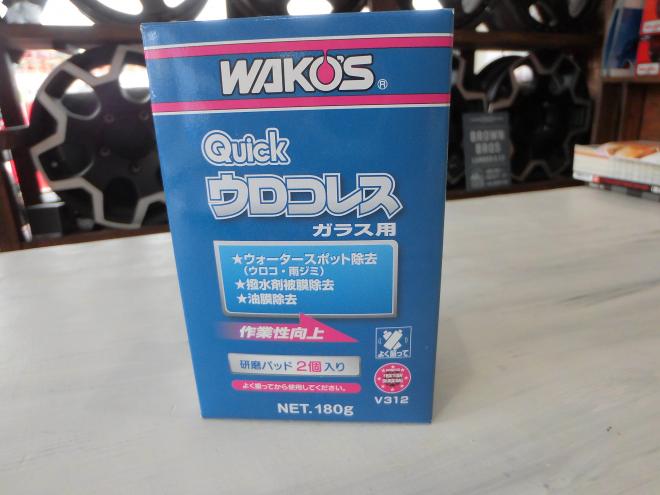 WAKO'S®
Quick
ウロコレス
ガラス用
★ウォータースポット除去
(ウロコ・雨ジミ)
★撥水剤被膜除去
★油膜除去
作業性向上
よく振って
研磨パッド2個入り
よく振ってから使用してください。
V312
NET.180g
BROWN
BROS